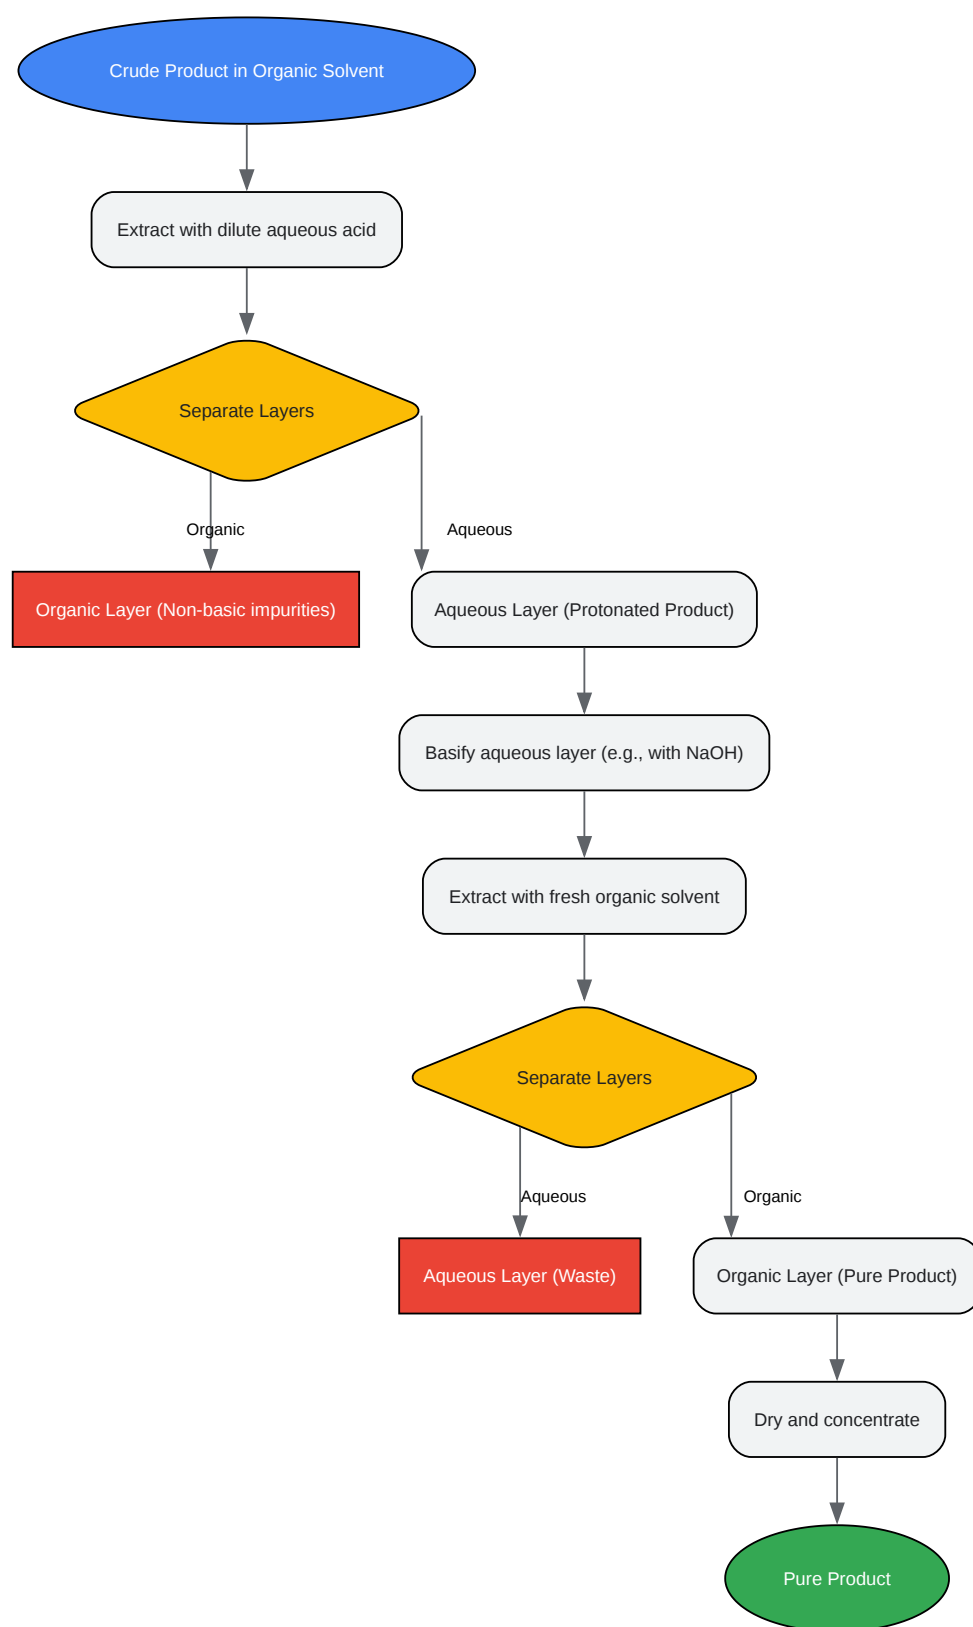 Crude Product in Organic Solvent
Extract with dilute aqueous acid
Separate Layers
Organic
Aqueous
Organic Layer (Non-basic impurities)
Aqueous Layer (Protonated Product)
Basify aqueous layer (e.g., with NaOH)
Extract with fresh organic solvent
Separate Layers
Aqueous
Organic
Aqueous Layer (Waste)
Organic Layer (Pure Product)
Dry and concentrate
Pure Product